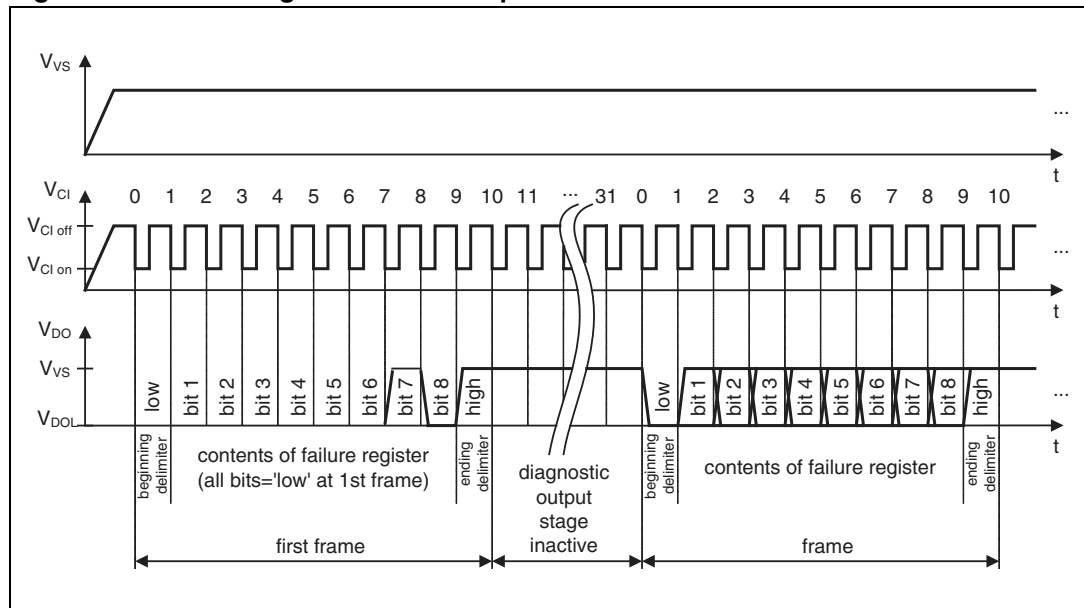 V_VS
...
t
V_CI
0 1 2 3 4 5 6 7 8 9 10 11 ... 31 0 1 2 3 4 5 6 7 8 9 10
V_CI off
V_CI on
...
t
V_DO
V_VS
V_DOL
low bit 1 bit 2 bit 3 bit 4 bit 5 bit 6 bit 7 bit 8 high low bit 1 bit 2 bit 3 bit 4 bit 5 bit 6 bit 7 bit 8 high
...
t
beginning
delimiter
contents of failure register
(all bits='low' at 1st frame)
ending
delimiter
diagnostic
output
stage
inactive
beginning
delimiter
contents of failure register
ending
delimiter
first frame
frame